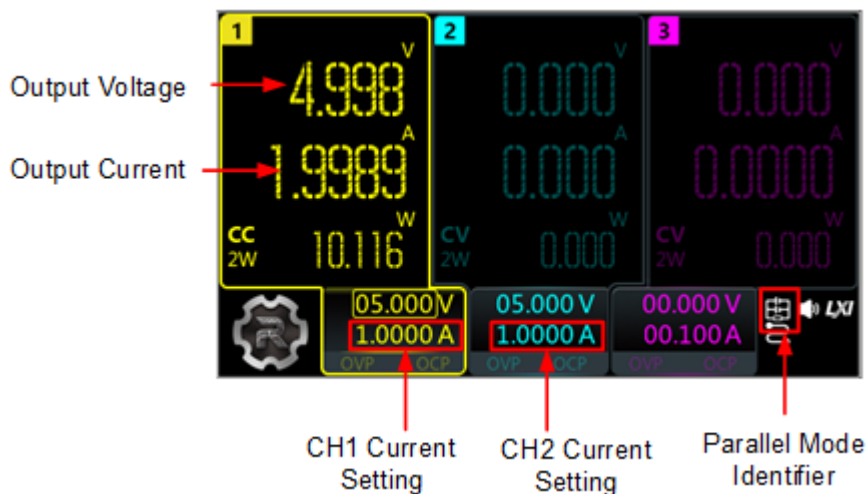 1
V
4.998
A
1.9989
W
CC
2W
10.116
2
V
0.000
A
0.000
W
CV
2W
0.000
3
V
0.000
A
0.0000
W
CV
2W
0.000
05.000 V
1.0000 A
OVP OCP
05.000 V
1.0000 A
OVP OCP
00.000 V
00.100 A
OVP OCP
LXI
Output Voltage
Output Current
CH1 Current
Setting
CH2 Current
Setting
Parallel Mode
Identifier